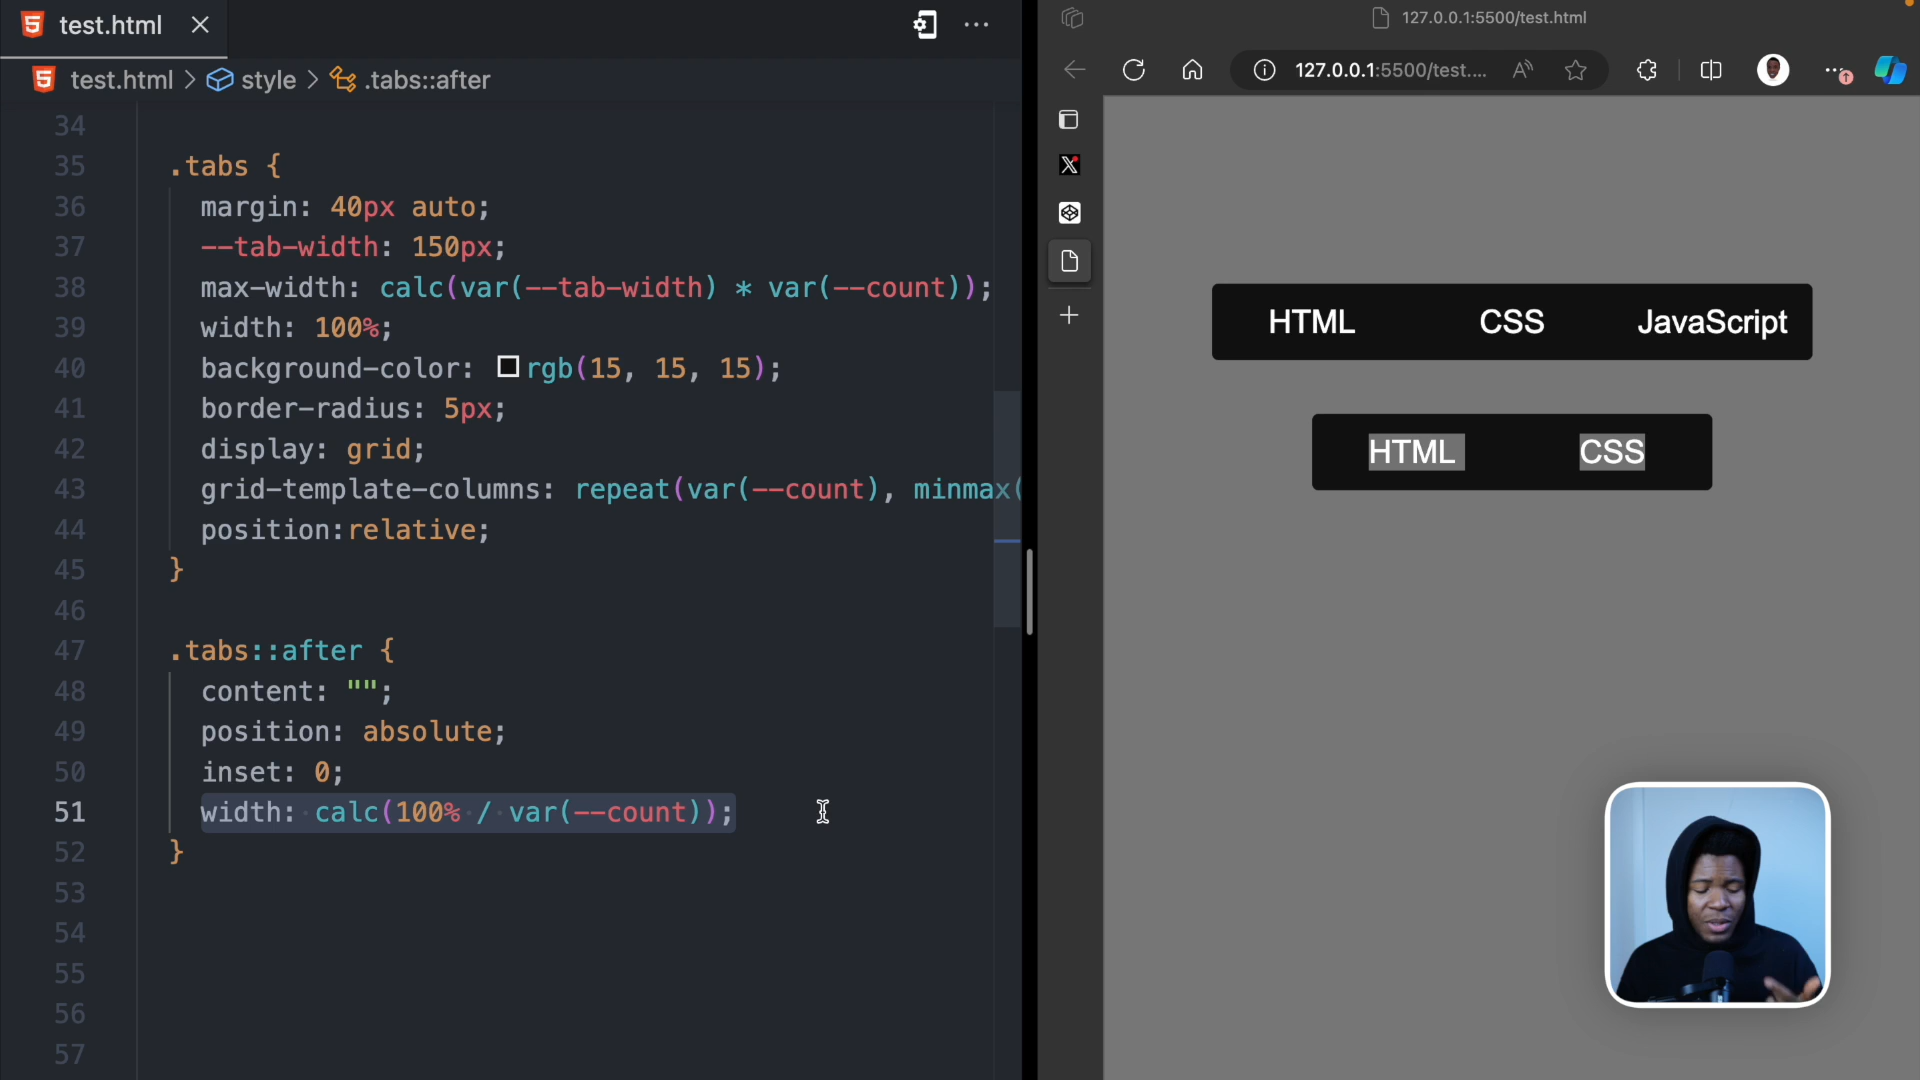 test.html
test.html > style > .tabs::after
34
35 .tabs {
36 margin: 40px auto;
37 --tab-width: 150px;
38 max-width: calc(var(--tab-width) * var(--count));
39 width: 100%;
40 background-color: rgb(15, 15, 15);
41 border-radius: 5px;
42 display: grid;
43 grid-template-columns: repeat(var(--count), minmax(
44 position:relative;
45 }
46
47 .tabs::after {
48 content: "";
49 position: absolute;
50 inset: 0;
51 width: calc(100% / var(--count));
52 }
53
54
55
56
57
127.0.0.1:5500/test.html
127.0.0.1:5500/test....
HTML CSS JavaScript
HTML CSS